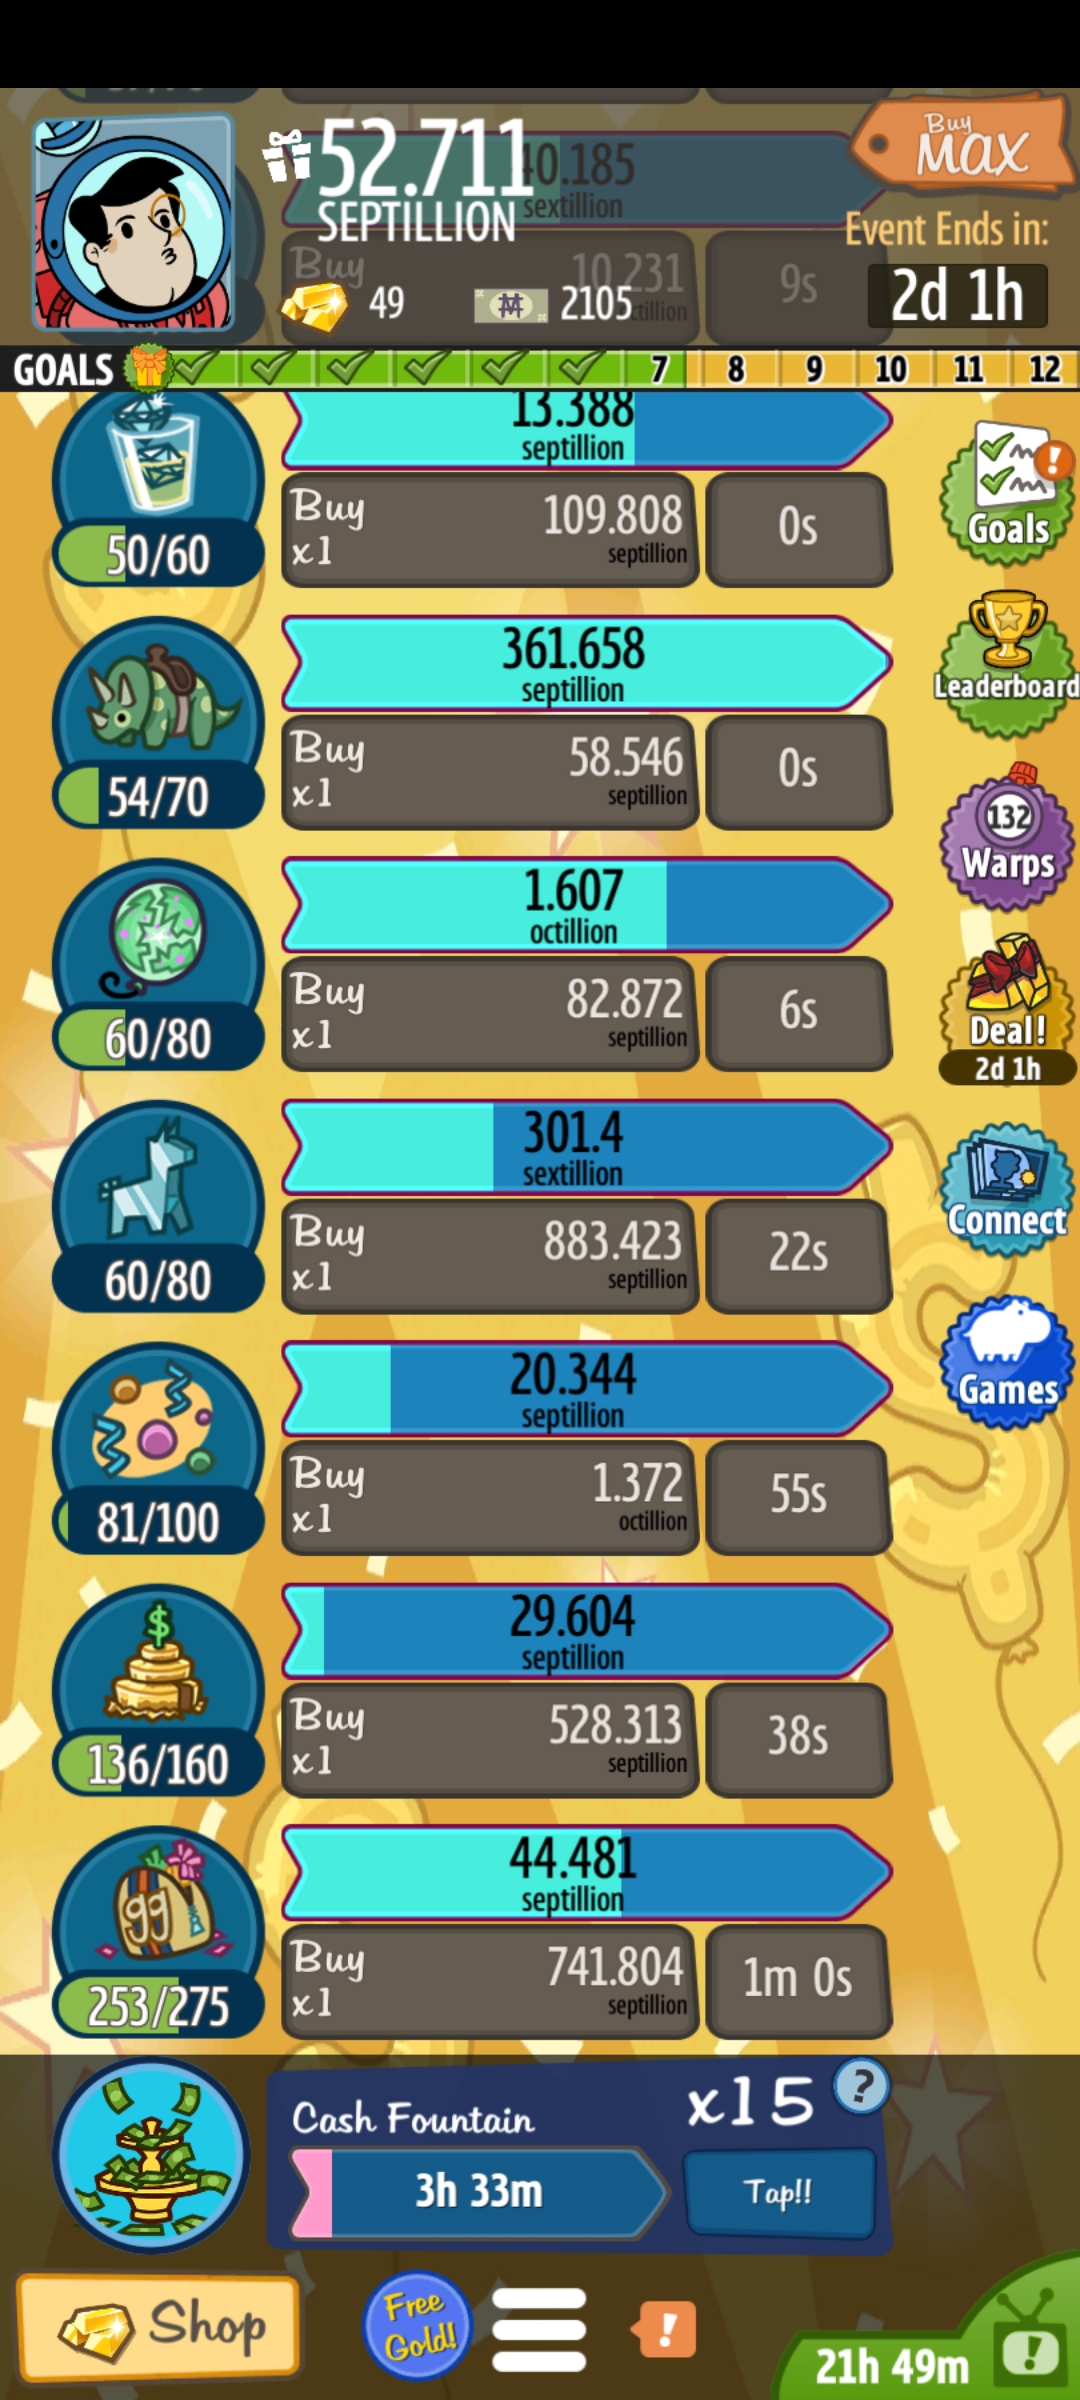 52.711
SEPTILLION
40.185
sextillion
Buy
MAX
Event Ends in:
2d 1h
Buy
10.231
9s
49
2105
GOALS
7
8
9
10
11
12
13.388
septillion
50/60
Buy
x1
109.808
septillion
0s
Goals
361.658
septillion
54/70
Buy
x1
58.546
septillion
0s
Leaderboard
1.607
octillion
60/80
Buy
x1
82.872
septillion
6s
132
Warps
Deal!
2d 1h
301.4
sextillion
60/80
Buy
x1
883.423
septillion
22s
Connect
20.344
septillion
81/100
Buy
x1
1.372
octillion
55s
Games
29.604
septillion
$
136/160
Buy
x1
528.313
septillion
38s
44.481
septillion
99
253/275
Buy
x1
741.804
septillion
1m 0s
Cash Fountain
x15
?
3h 33m
Tap!!
Shop
Free
Gold!
!
21h 49m
!